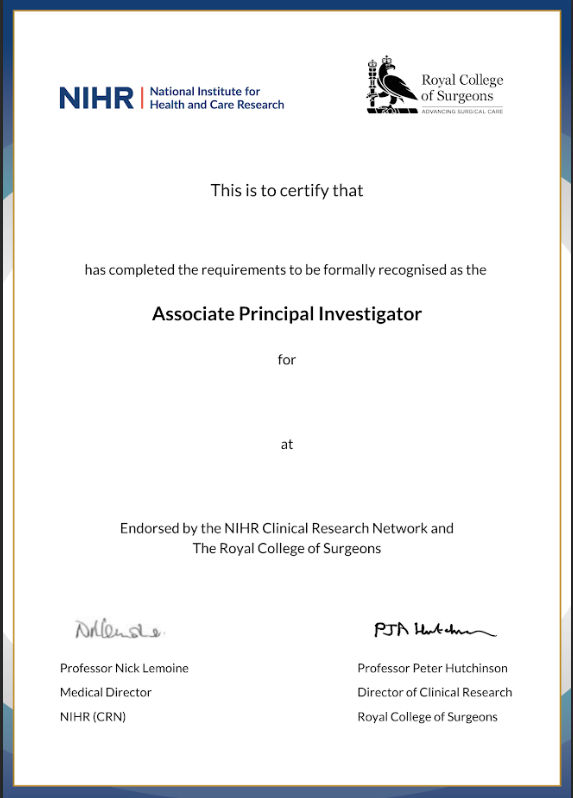 NIHR | National Institute for
Health and Care Research
Royal College
of Surgeons
ADVANCING SURGICAL CARE
This is to certify that
has completed the requirements to be formally recognised as the
Associate Principal Investigator
for
at
Endorsed by the NIHR Clinical Research Network and
The Royal College of Surgeons
PJA Hutchin
Professor Nick Lemoine
Medical Director
NIHR (CRN)
Professor Peter Hutchinson
Director of Clinical Research
Royal College of Surgeons